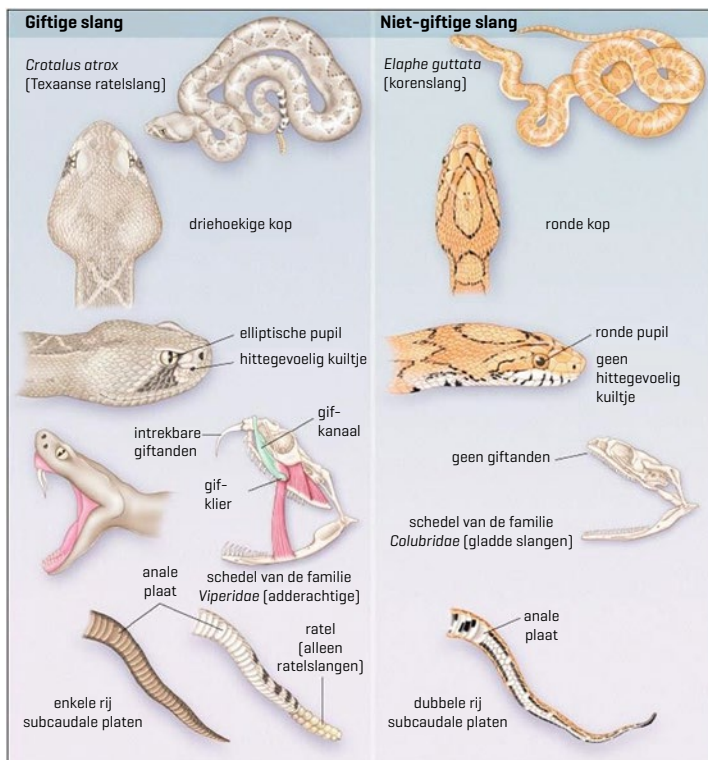 Giftige slang
Crotalus atrox
(Texaanse ratelslang)
driehoekige kop
elliptische pupil
hittegevoelig kuiltje
intrekbare
giftanden
gif-
kanaal
gif-
klier
schedel van de familie
Viperidae (adderachtige)
anale
plaat
ratel
(alleen
ratelslangen)
enkele rij
subcaudale platen
Niet-giftige slang
Elaphe guttata
(korenslang)
ronde kop
ronde pupil
geen
hittegevoelig
kuiltje
geen giftanden
schedel van de familie
Colubridae (gladde slangen)
anale
plaat
dubbele rij
subcaudale platen